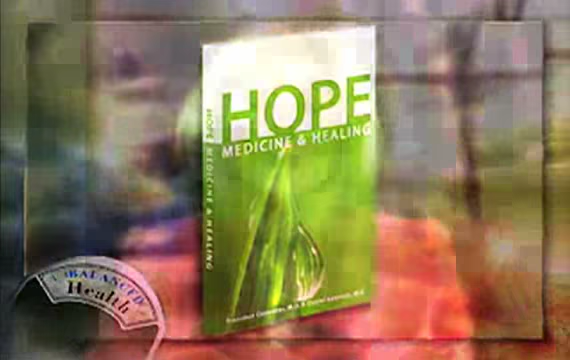 HOPE
MEDICINE & HEALING
HOPE MEDICINE & HEALING
BALANCED
Health